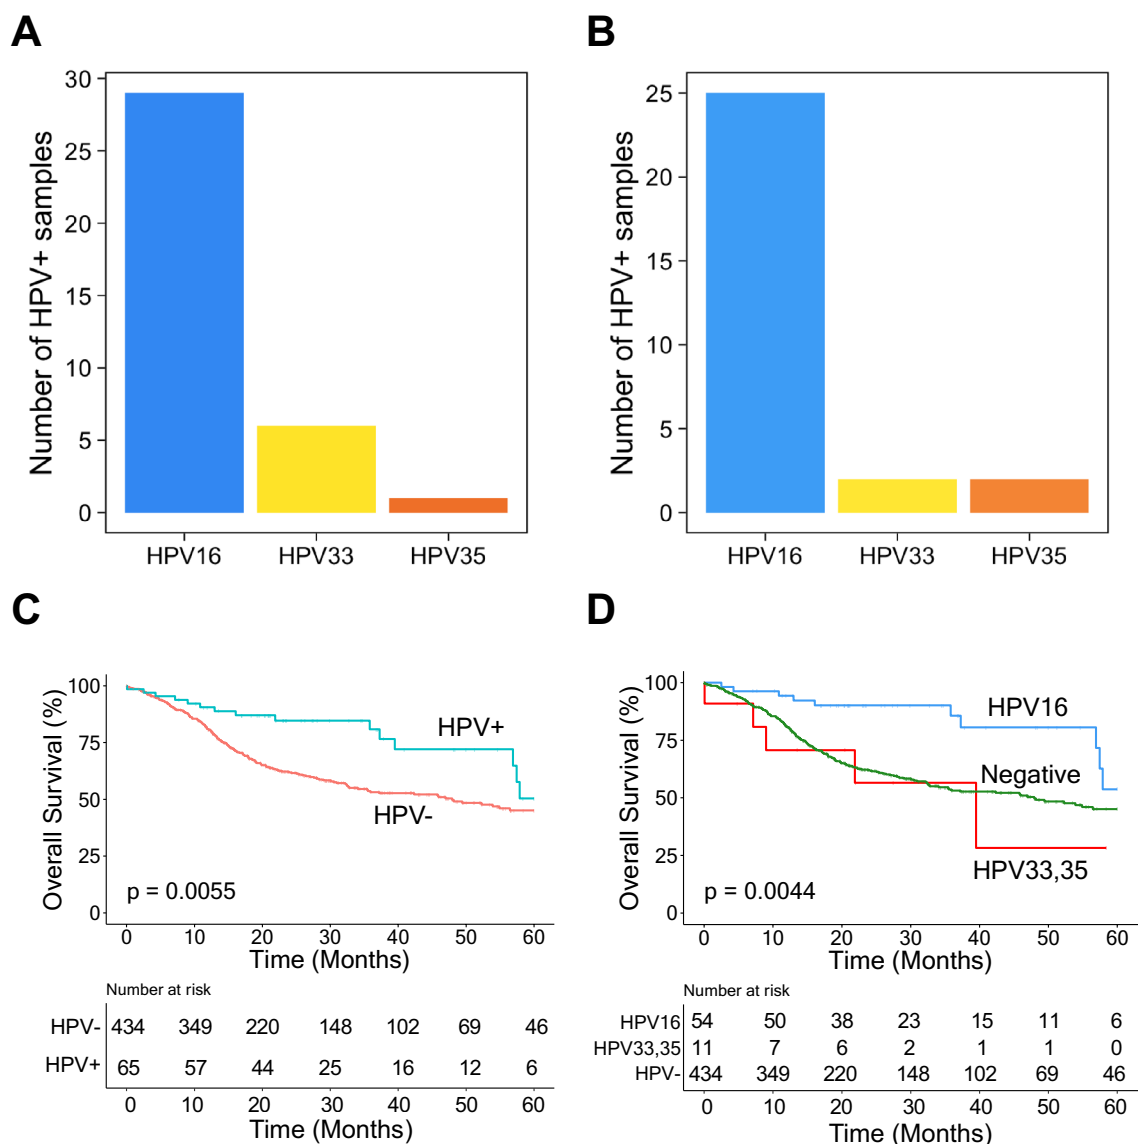 A
Number of HPV+ samples
30
25
20
15
10
5
0
HPV16 HPV33 HPV35
B
Number of HPV+ samples
25
20
15
10
5
0
HPV16 HPV33 HPV35
C
Overall Survival (%)
100
75
50
25
0
HPV+
HPV-
p = 0.0055
0 10 20 30 40 50 60
Time (Months)
Number at risk
HPV- 434 349 220 148 102 69 46
HPV+ 65 57 44 25 16 12 6
0 10 20 30 40 50 60
Time (Months)
D
Overall Survival (%)
100
75
50
25
0
HPV16
Negative
HPV33,35
p = 0.0044
0 10 20 30 40 50 60
Time (Months)
Number at risk
HPV16 54 50 38 23 15 11 6
HPV33,35 11 7 6 2 1 1 0
HPV- 434 349 220 148 102 69 46
0 10 20 30 40 50 60
Time (Months)